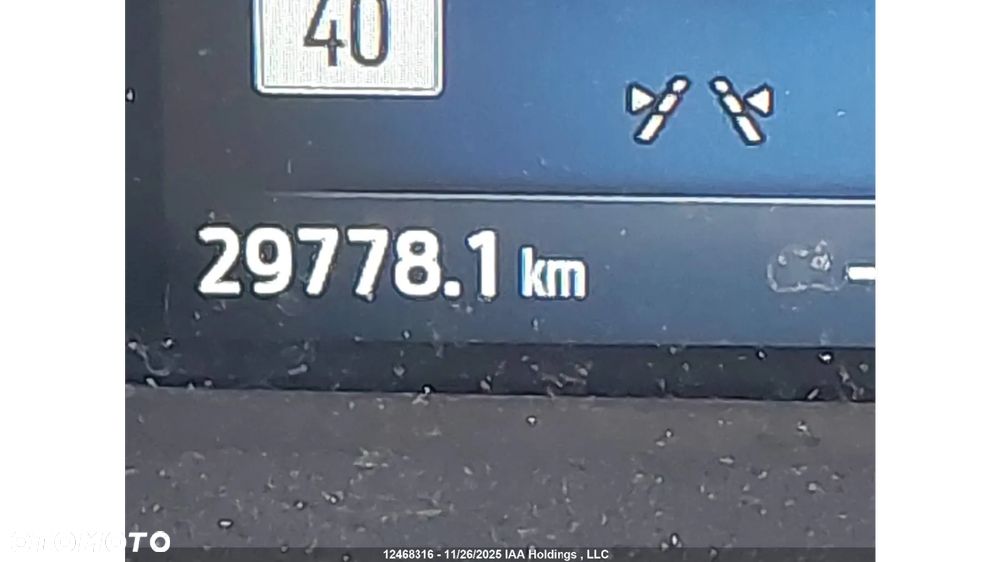 40
29778.1 km
OTOMOTO
12468316 - 11/26/2025 IAA Holdings , LLC